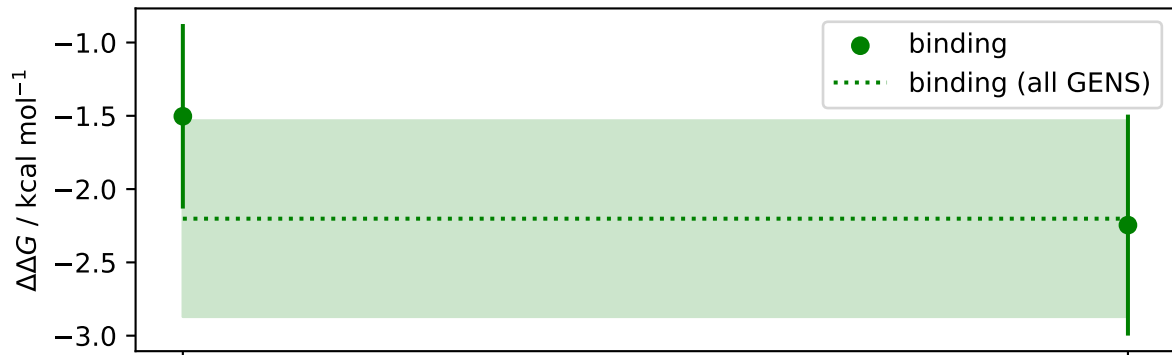 ΔΔG / kcal mol⁻¹
−1.0
−1.5
−2.0
−2.5
−3.0
binding
binding (all GENS)